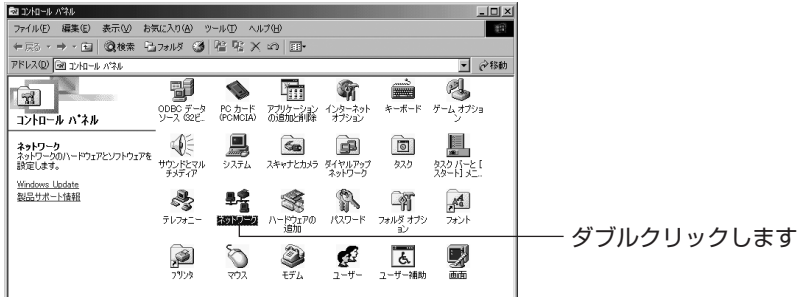 コントロール パネル
ファイル(F) 編集(E) 表示(V) お気に入り(A) ツール(T) ヘルプ(H)
戻る 検索 フォルダ
アドレス(D) コントロール パネル 移動
コントロール パネル
ネットワーク
ネットワークのハードウェアとソフトウェアを
設定します。
Windows Update
製品サポート情報
ODBC データ
ソース (32ビ...
PC カード
(PCMCIA)
アプリケーション
の追加と削除
インターネット
オプション
キーボード
ゲーム オプショ
ン
サウンドとマル
チメディア
システム
スキャナとカメラ
ダイヤルアップ
ネットワーク
タスク
タスク バーと [
スタート] メニ...
テレフォニー
ネットワーク
ハードウェアの
追加
パスワード
フォルダ オプシ
ョン
フォント
プリンタ
マウス
モデム
ユーザー
ユーザー補助
画面
ダブルクリックします